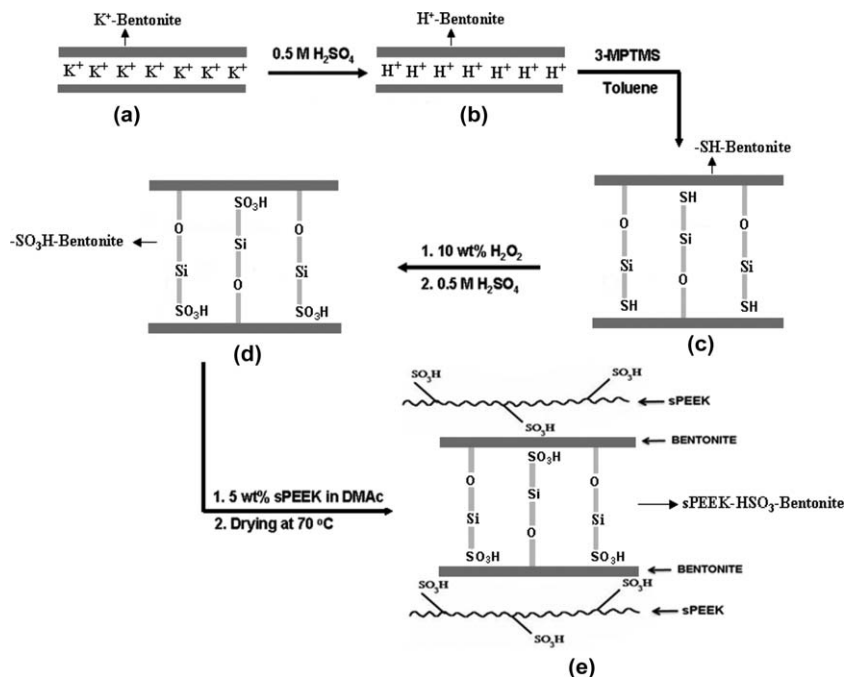 K⁺-Bentonite
K⁺ K⁺ K⁺ K⁺ K⁺ K⁺ K⁺
(a)
0.5 M H₂SO₄
H⁺-Bentonite
H⁺ H⁺ H⁺ H⁺ H⁺ H⁺ H⁺
(b)
3-MPTMS
Toluene
-SH-Bentonite
O Si SH
SH Si O
O Si SH
(c)
1. 10 wt% H₂O₂
2. 0.5 M H₂SO₄
-SO₃H-Bentonite
O Si SO₃H
SO₃H Si O
O Si SO₃H
(d)
1. 5 wt% sPEEK in DMAc
2. Drying at 70 °C
SO₃H SO₃H
sPEEK
SO₃H
BENTONITE
O Si SO₃H
SO₃H Si O
O Si SO₃H
sPEEK-HSO₃-Bentonite
BENTONITE
SO₃H SO₃H
sPEEK
SO₃H
(e)